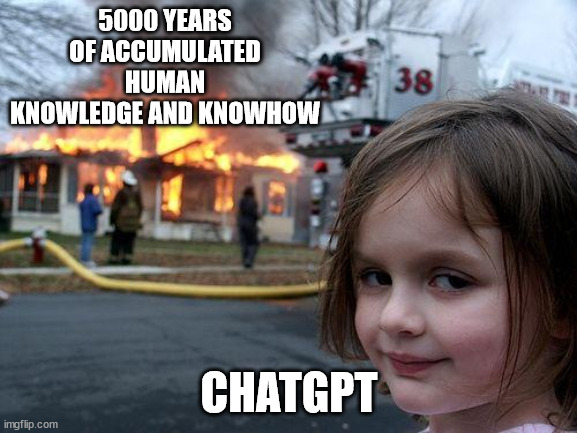 5000 YEARS
OF ACCUMULATED
HUMAN
KNOWLEDGE AND KNOWHOW
38
CHATGPT
imgflip.com